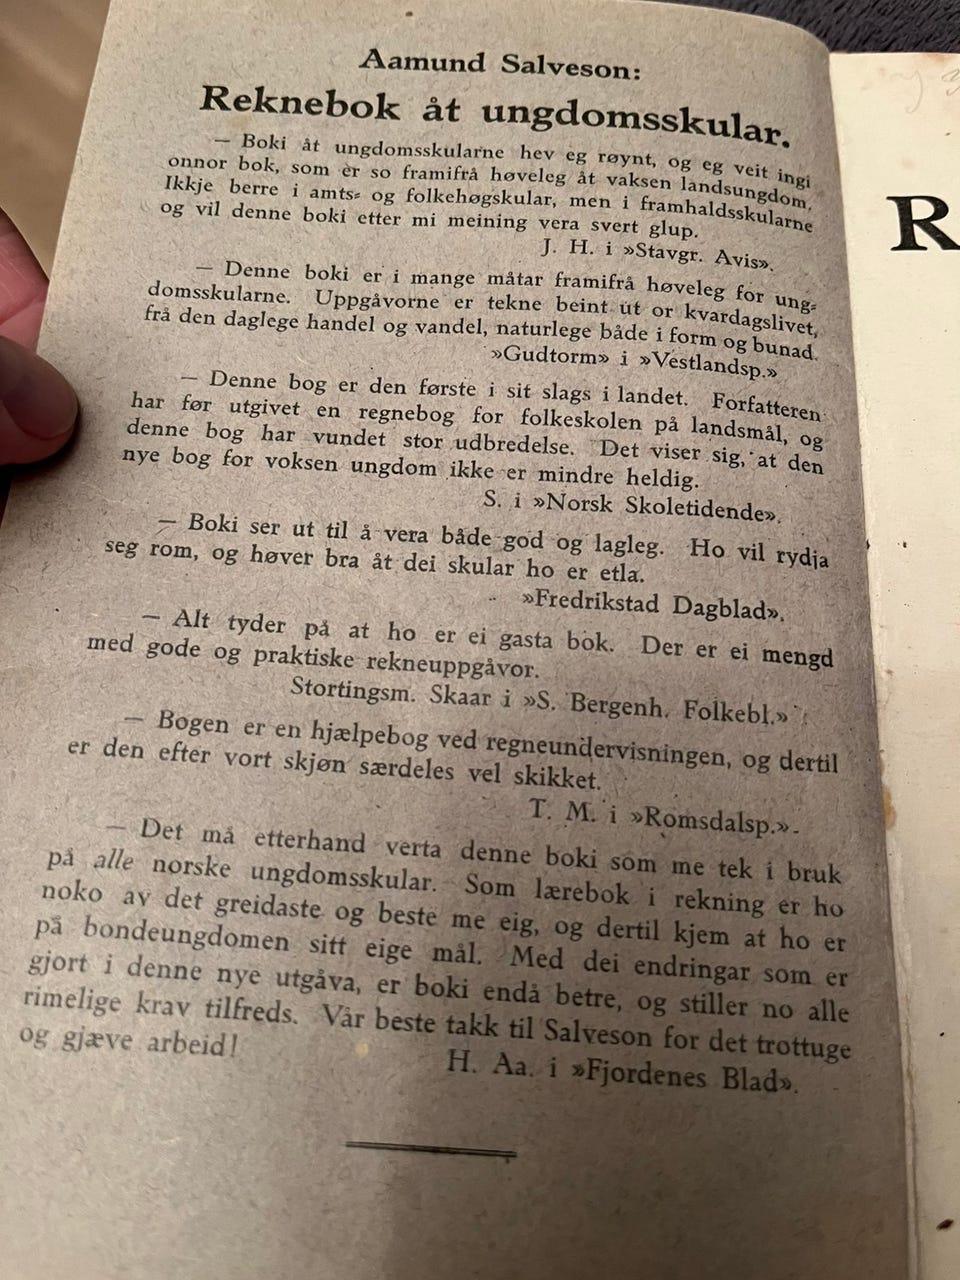 Aamund Salveson:
Reknebok åt ungdomsskular.
— Boki åt ungdomsskularne hev eg røynt, og eg veit ingi
onnor bok, som er so framifrå høveleg åt vaksen landsungdom.
Ikkje berre i amts- og folkehøgskular, men i framhaldsskularne
og vil denne boki etter mi meining vera svert glup.
J. H. i »Stavgr. Avis«.
— Denne boki er i mange måtar framifrå høveleg for ung-
domsskularne. Uppgåvorne er tekne beint ut or kvardagslivet,
frå den daglege handel og vandel, naturlege både i form og bunad.
»Gudtorm» i »Vestlandsp.»
— Denne bog er den første i sit slags i landet. Forfatteren
har før utgivet en regnebog for folkeskolen på landsmål, og
denne bog har vundet stor udbredelse. Det viser sig, at den
nye bog for voksen ungdom ikke er mindre heldig.
S. i »Norsk Skoletidende».
— Boki ser ut til å vera både god og lagleg. Ho vil rydja
seg rom, og høver bra åt dei skular ho er etla.
»Fredrikstad Dagblad».
— Alt tyder på at ho er ei gasta bok. Der er ei mengd
med gode og praktiske rekneuppgåvor.
Stortingsm. Skaar i »S. Bergenh. Folkebl.»
— Bogen er en hjælpebog ved regneundervisningen, og dertil
er den efter vort skjøn særdeles vel skikket.
T. M. i »Romsdalsp.».
— Det må etterhand verta denne boki som me tek i bruk
på alle norske ungdomsskular. Som lærebok i rekning er ho
noko av det greidaste og beste me eig, og dertil kjem at ho er
på bondeungdomen sitt eige mål. Med dei endringar som er
gjort i denne nye utgåva, er boki endå betre, og stiller no alle
rimelige krav tilfreds. Vår beste takk til Salveson for det trottuge
og gjæve arbeid!
H. Aa. i »Fjordenes Blad».
R